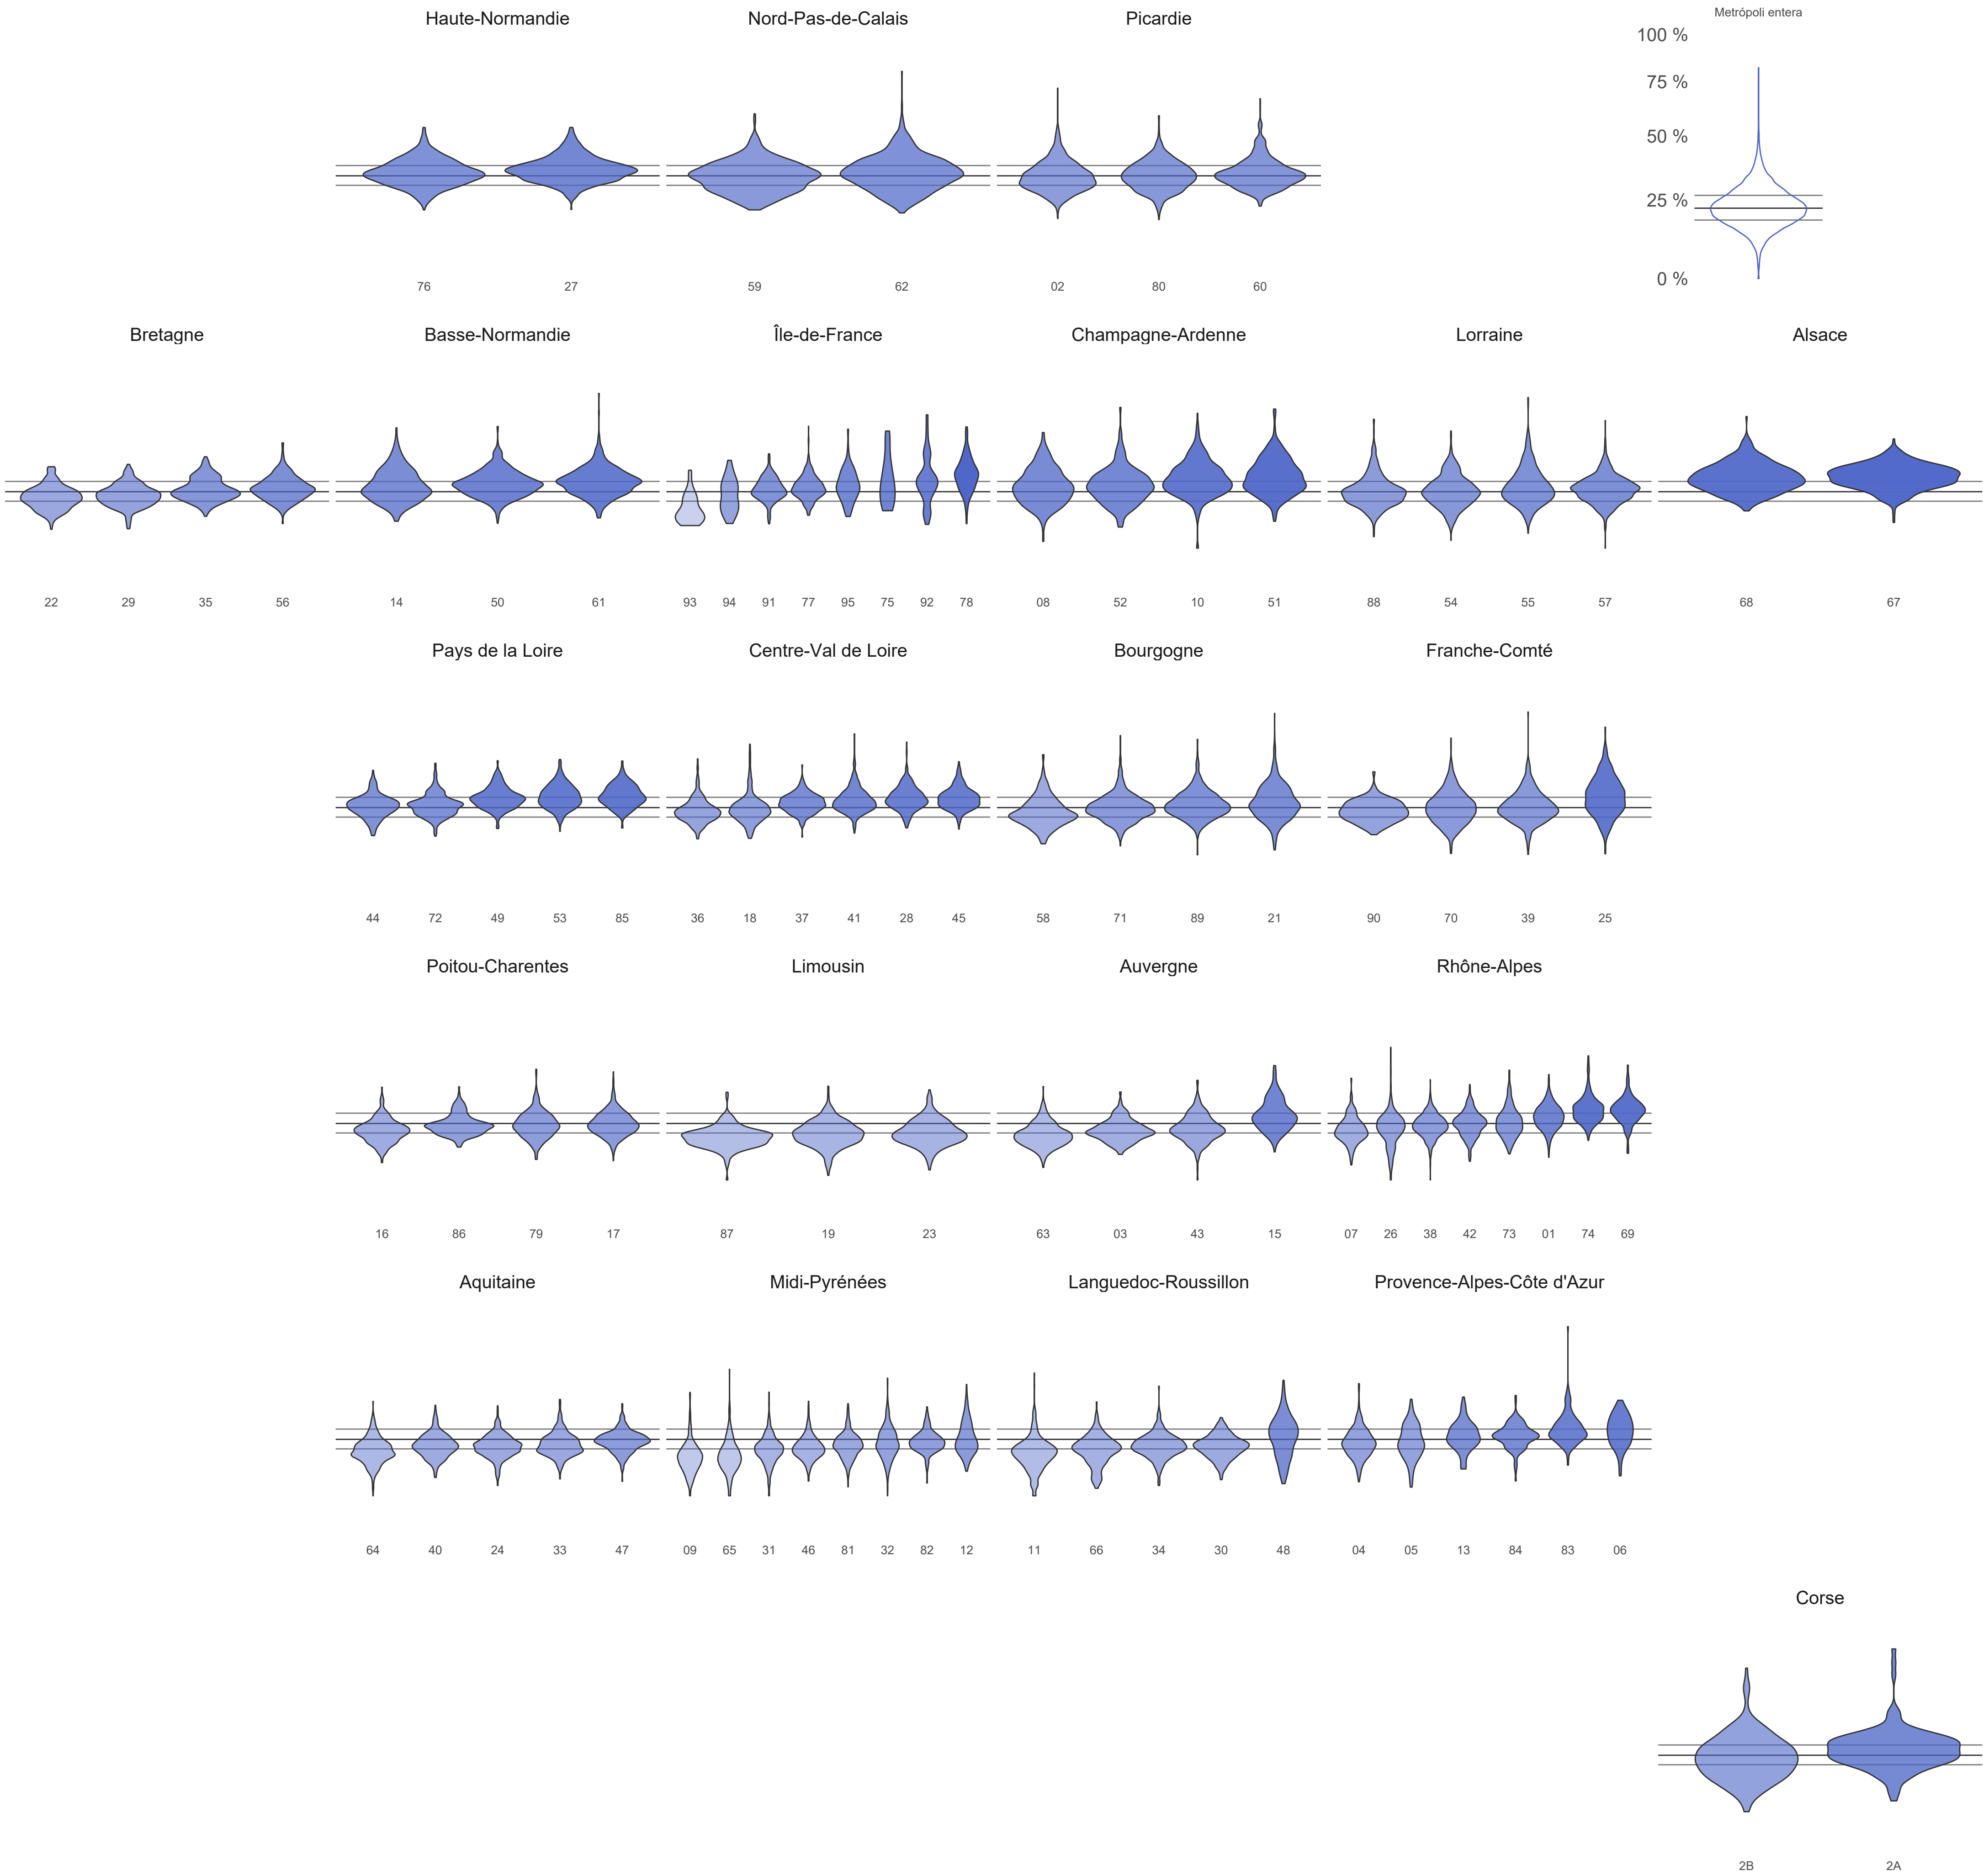 Haute-Normandie
Nord-Pas-de-Calais
Picardie
Metrópoli entera
100 %
75 %
50 %
25 %
0 %
76 27
59 62
02 80 60
Bretagne
Basse-Normandie
Île-de-France
Champagne-Ardenne
Lorraine
Alsace
22 29 35 56
14 50 61
93 94 91 77 95 75 92 78
08 52 10 51
88 54 55 57
68 67
Pays de la Loire
Centre-Val de Loire
Bourgogne
Franche-Comté
44 72 49 53 85
36 18 37 41 28 45
58 71 89 21
90 70 39 25
Poitou-Charentes
Limousin
Auvergne
Rhône-Alpes
16 86 79 17
87 19 23
63 03 43 15
07 26 38 42 73 01 74 69
Aquitaine
Midi-Pyrénées
Languedoc-Roussillon
Provence-Alpes-Côte d'Azur
64 40 24 33 47
09 65 31 46 81 32 82 12
11 66 34 30 48
04 05 13 84 83 06
Corse
2B 2A